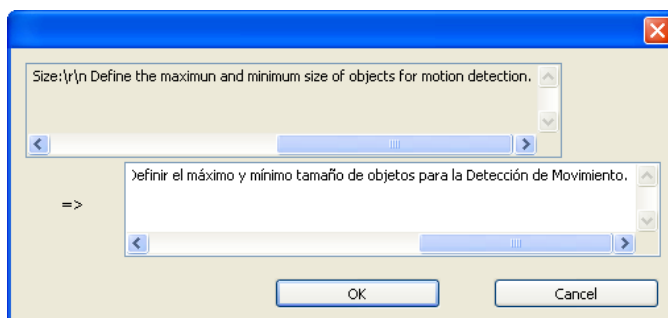 Size:\r\n Define the maximun and minimum size of objects for motion detection.
Definir el máximo y mínimo tamaño de objetos para la Detección de Movimiento.
=>
OK
Cancel